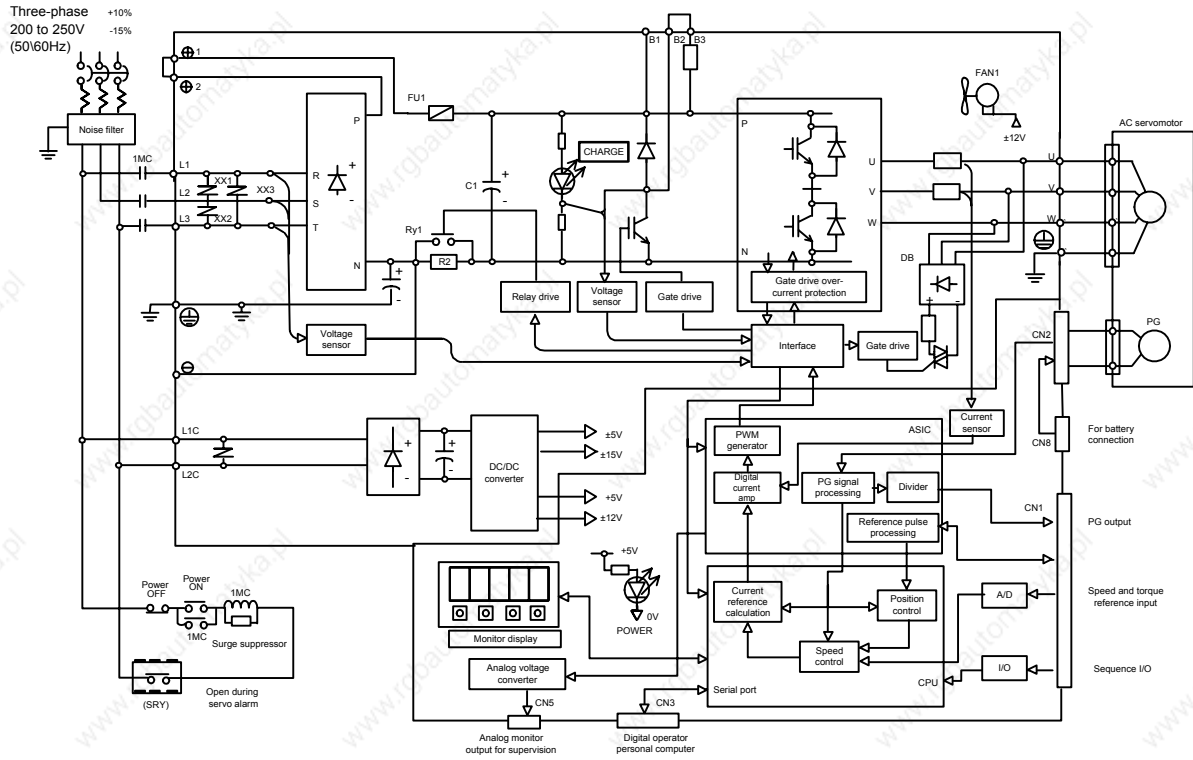 Three-phase +10%
200 to 250V -15%
(50\60Hz)
1
2
B1
B2
B3
FU1
FAN1
±12V
AC servomotor
Noise filter
P
CHARGE
P
1MC
L1
XX1
R
+
-
C1
+
-
U
U
L2
XX3
S
V
V
L3
XX2
T
W
W
Ry1
N
R2
N
DB
+
-
+
-
Gate drive over-
current protection
Relay drive
Voltage
sensor
Gate drive
PG
Voltage
sensor
Interface
Gate drive
CN2
L1C
ASIC
Current
sensor
CN8
For battery
connection
+
-
+
-
PWM
generator
L2C
DC/DC
converter
±5V
±15V
+5V
±12V
Digital
current
amp
PG signal
processing
Divider
CN1
PG output
Reference pulse
processing
+5V
0V
POWER
Power
OFF
Power
ON
1MC
1MC
Surge suppressor
Current
reference
calculation
Position
control
A/D
Speed and torque
reference input
Monitor display
Speed
control
Analog voltage
converter
CPU
I/O
Sequence I/O
Serial port
(SRY)
Open during
servo alarm
CN5
CN3
Analog monitor
output for supervision
Digital operator
personal computer
www.rgbautomatyka.pl